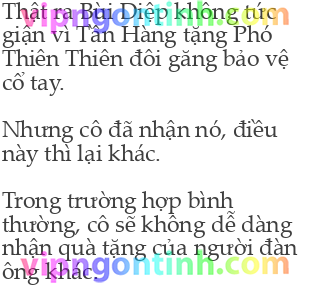 Thật ra Bùi Diệp không tức
vipngontinh.com
giận vì Tần Hàng tặng Phó
Thiên Thiên đôi găng bảo vệ
cổ tay.
Nhưng cô đã nhận nó, điều
này thì lại khác.
Trong trường hợp bình
thường, cô sẽ không dễ dàng
nhận quà tặng của người đàn
vipngontinh.com
ông khác.